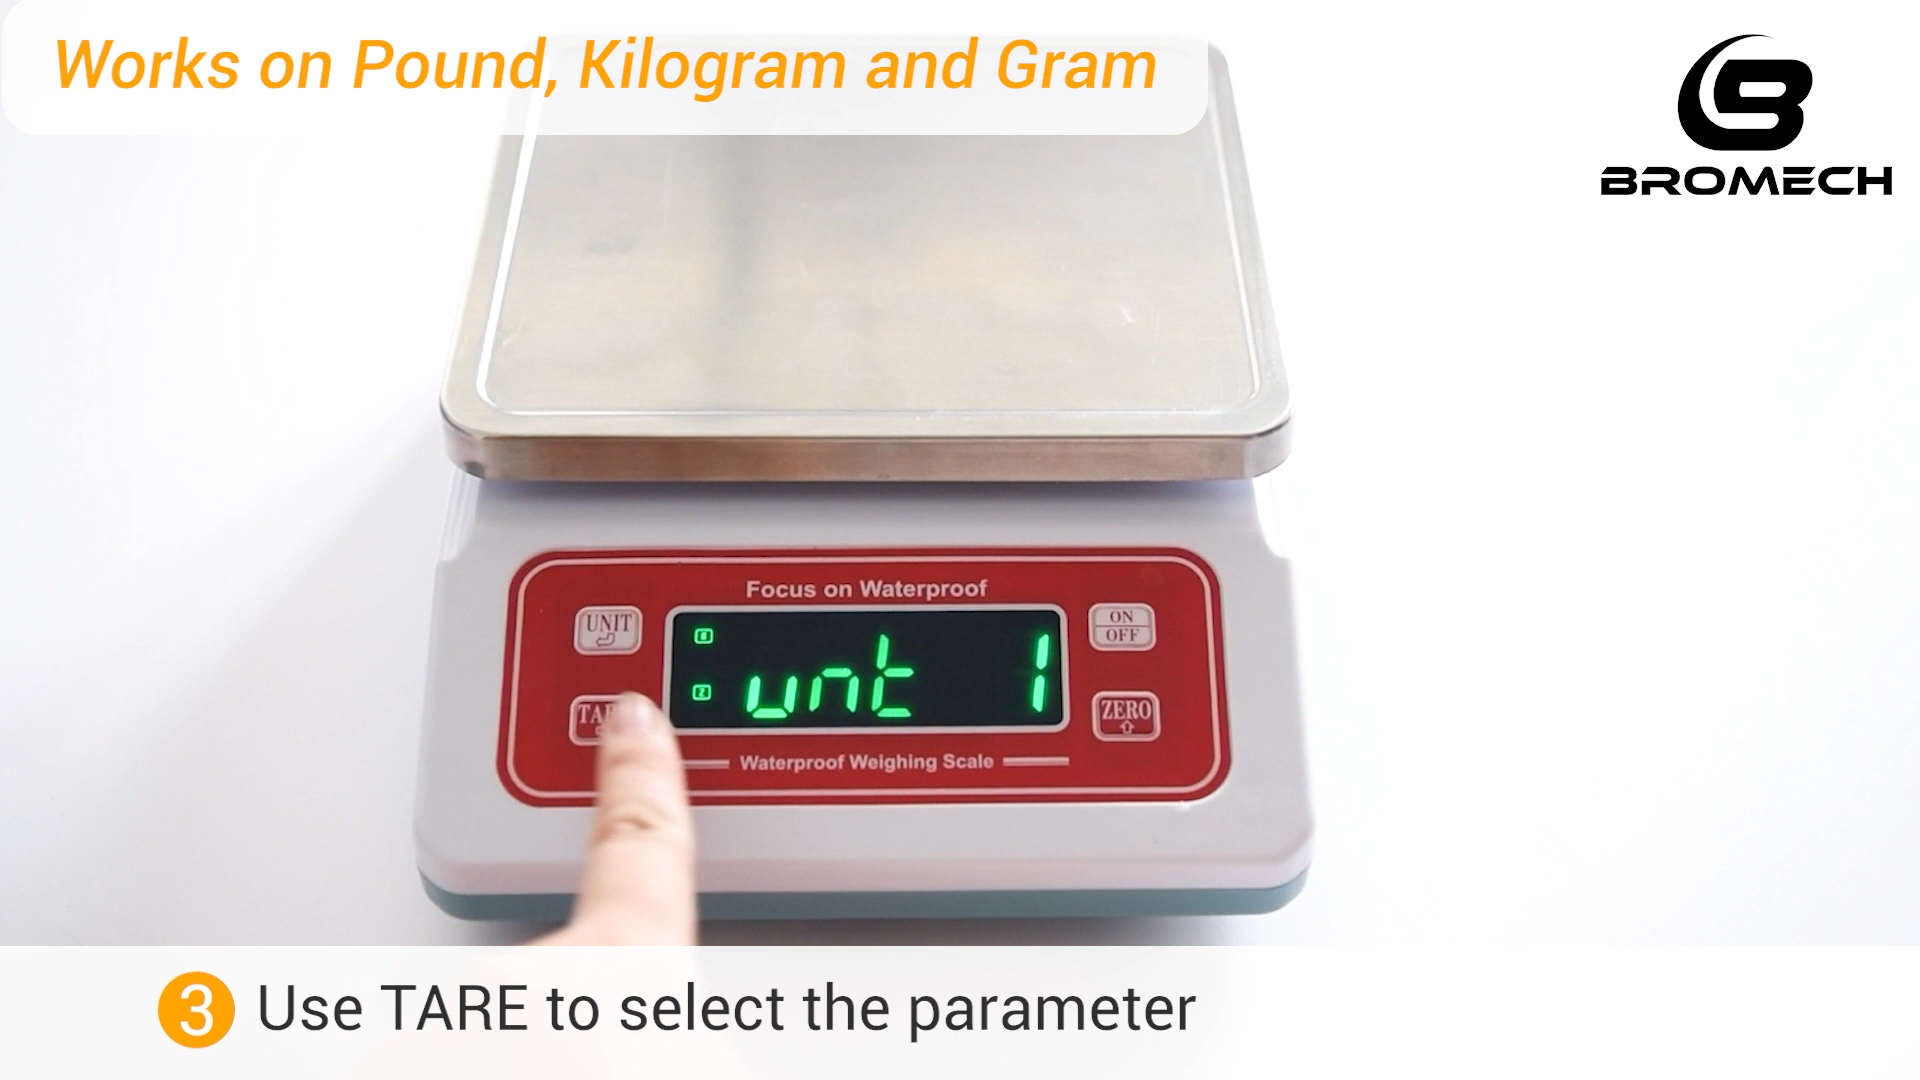 Works on Pound, Kilogram and Gram
BROMECH
Focus on Waterproof
UNIT
ON
OFF
unt 1
ZERO
Waterproof Weighing Scale
3 Use TARE to select the parameter